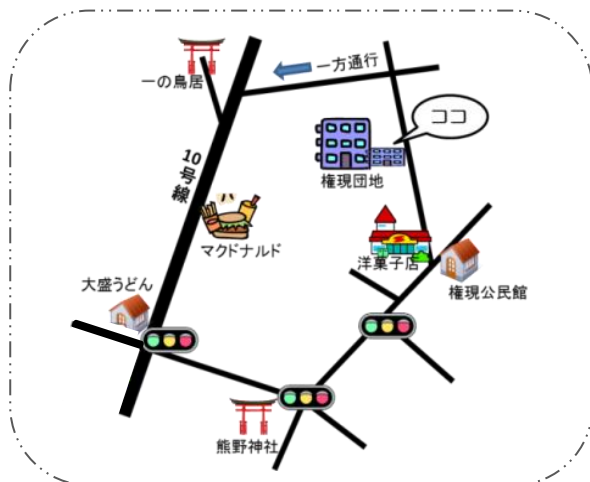 一方通行
一の鳥居
ココ
10号線
権現団地
マクドナルド
洋菓子店
大盛うどん
権現公民館
熊野神社